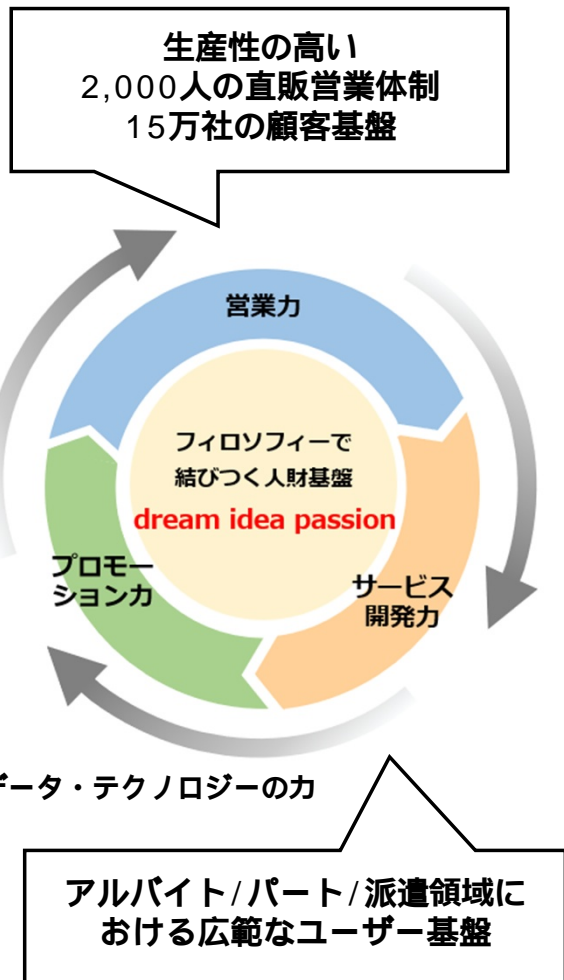 生産性の高い
2,000人の直販営業体制
15万社の顧客基盤
営業力
フィロソフィーで
結びつく人財基盤
dream idea passion
プロモー
ション力
サービス
開発力
データ・テクノロジーの力
アルバイト/パート/派遣領域に
おける広範なユーザー基盤